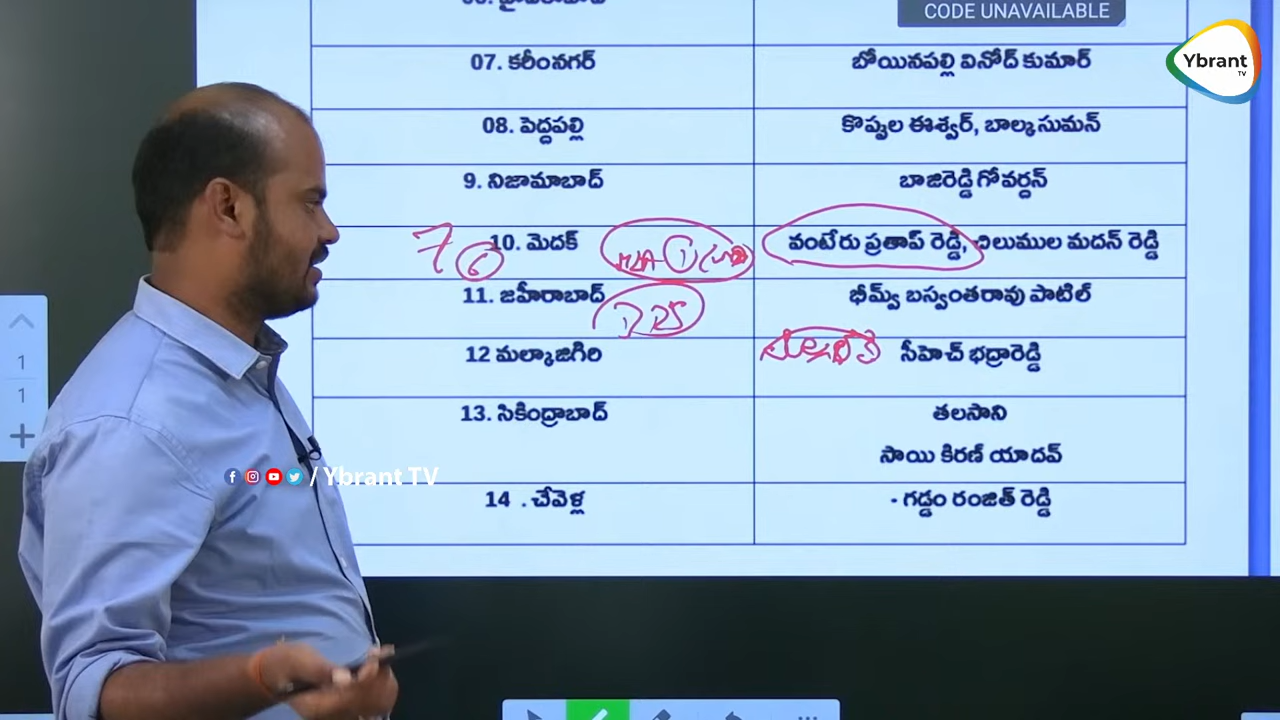 CODE UNAVAILABLE
Ybrant
TV
07. కరీంనగర్ బోయినపల్లి వినోద్ కుమార్
08. పెద్దపల్లి కొప్పుల ఈశ్వర్, బాల్కసుమన్
9. నిజామాబాద్ బాజిరెడ్డి గోవర్దన్
7 6 10. మెదక్ వంటేరు ప్రతాప్ రెడ్డి, చిలుముల మదన్ రెడ్డి
11. జహీరాబాద్ భీమ్వ్ బస్వంతరావు పాటిల్
12 మల్కాజిగిరి సీహెచ్ భద్రారెడ్డి
13. సికింద్రాబాద్ తలసాని
సాయి కిరణ్ యాదవ్
14 . చేవెళ్ల - గడ్డం రంజిత్ రెడ్డి
/ Ybrant TV
1
1